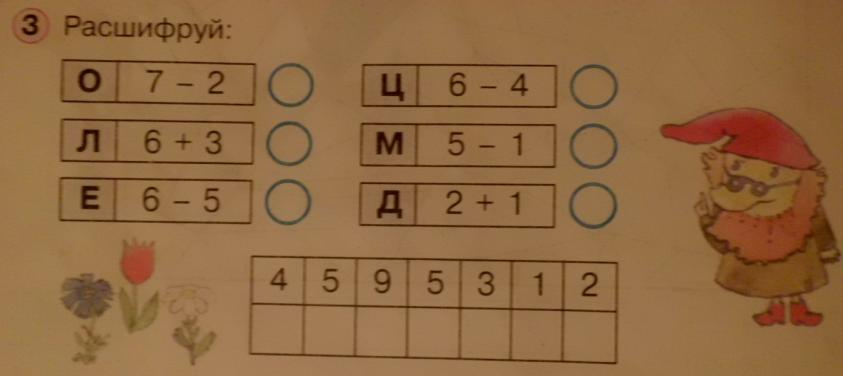 3 Расшифруй:
О 7 – 2 Ц 6 – 4
Л 6 + 3 М 5 – 1
Е 6 – 5 Д 2 + 1
4 5 9 5 3 1 2